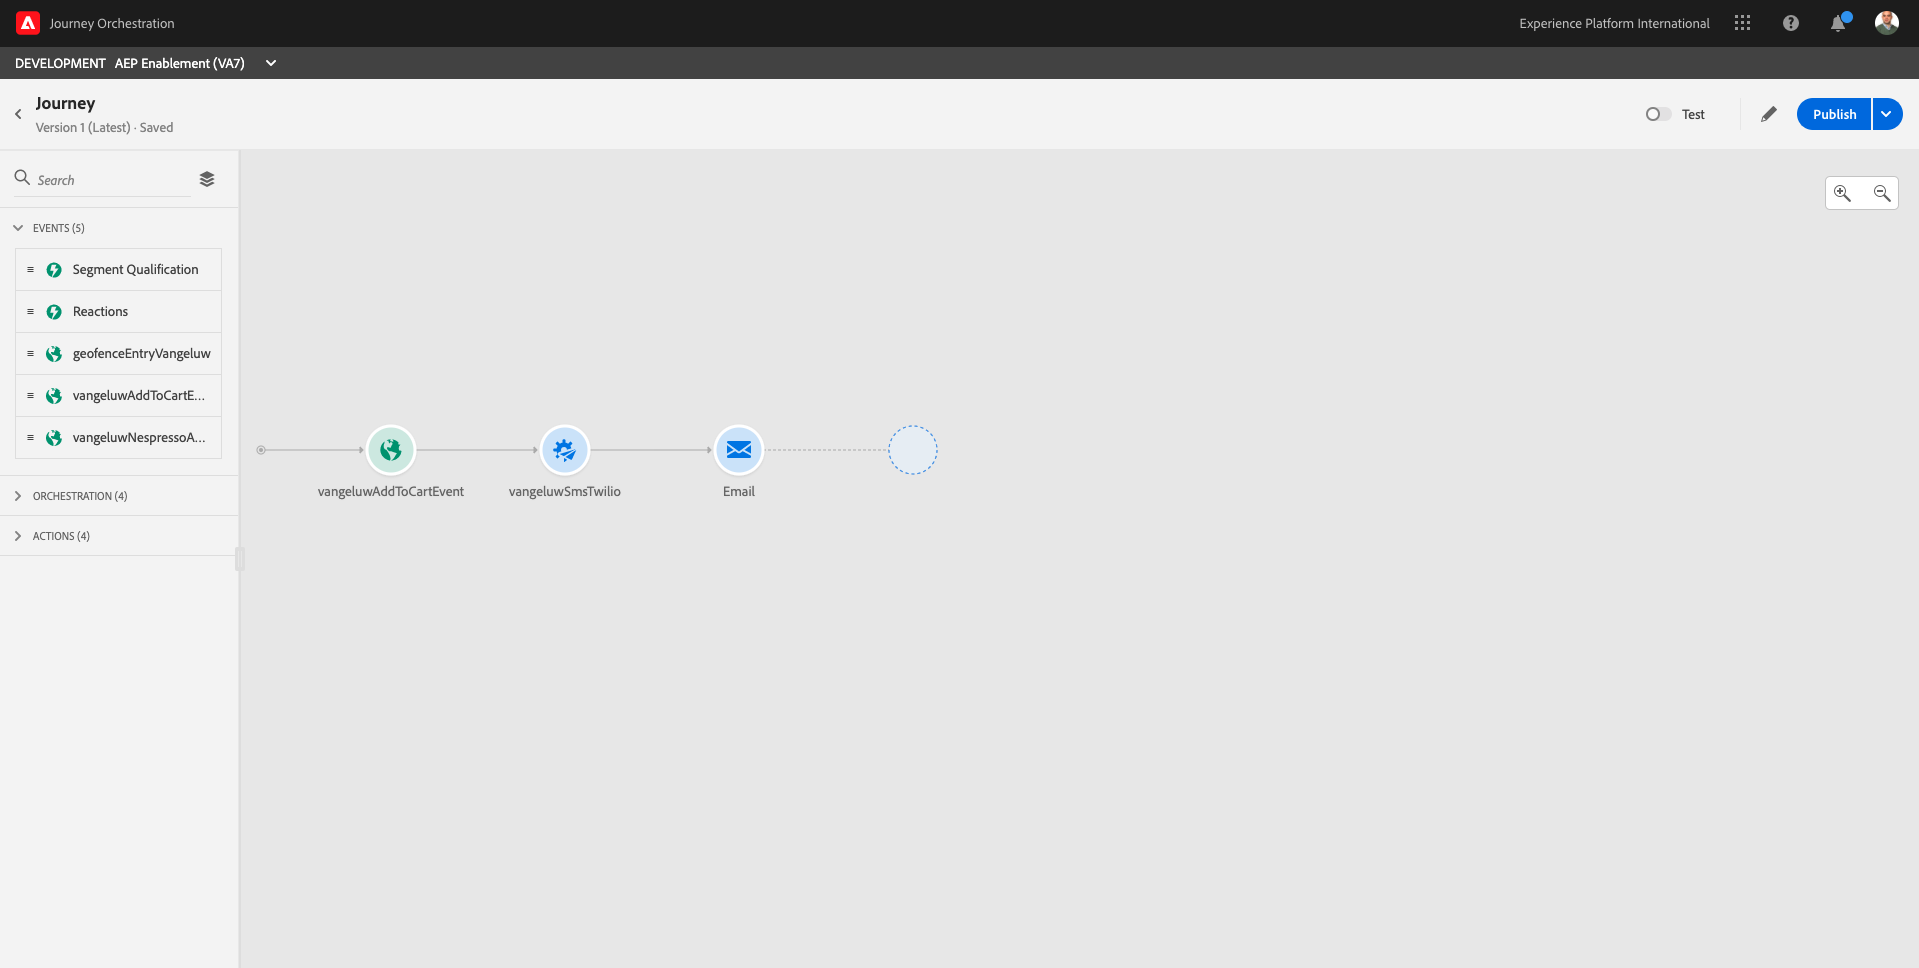 Journey Orchestration
Experience Platform International
DEVELOPMENT AEP Enablement (VA7)
Journey
Version 1 (Latest) · Saved
Test
Publish
Search
EVENTS (5)
Segment Qualification
Reactions
geofenceEntryVangeluw
vangeluwAddToCartE...
vangeluwNespressoA...
ORCHESTRATION (4)
ACTIONS (4)
vangeluwAddToCartEvent
vangeluwSmsTwilio
Email